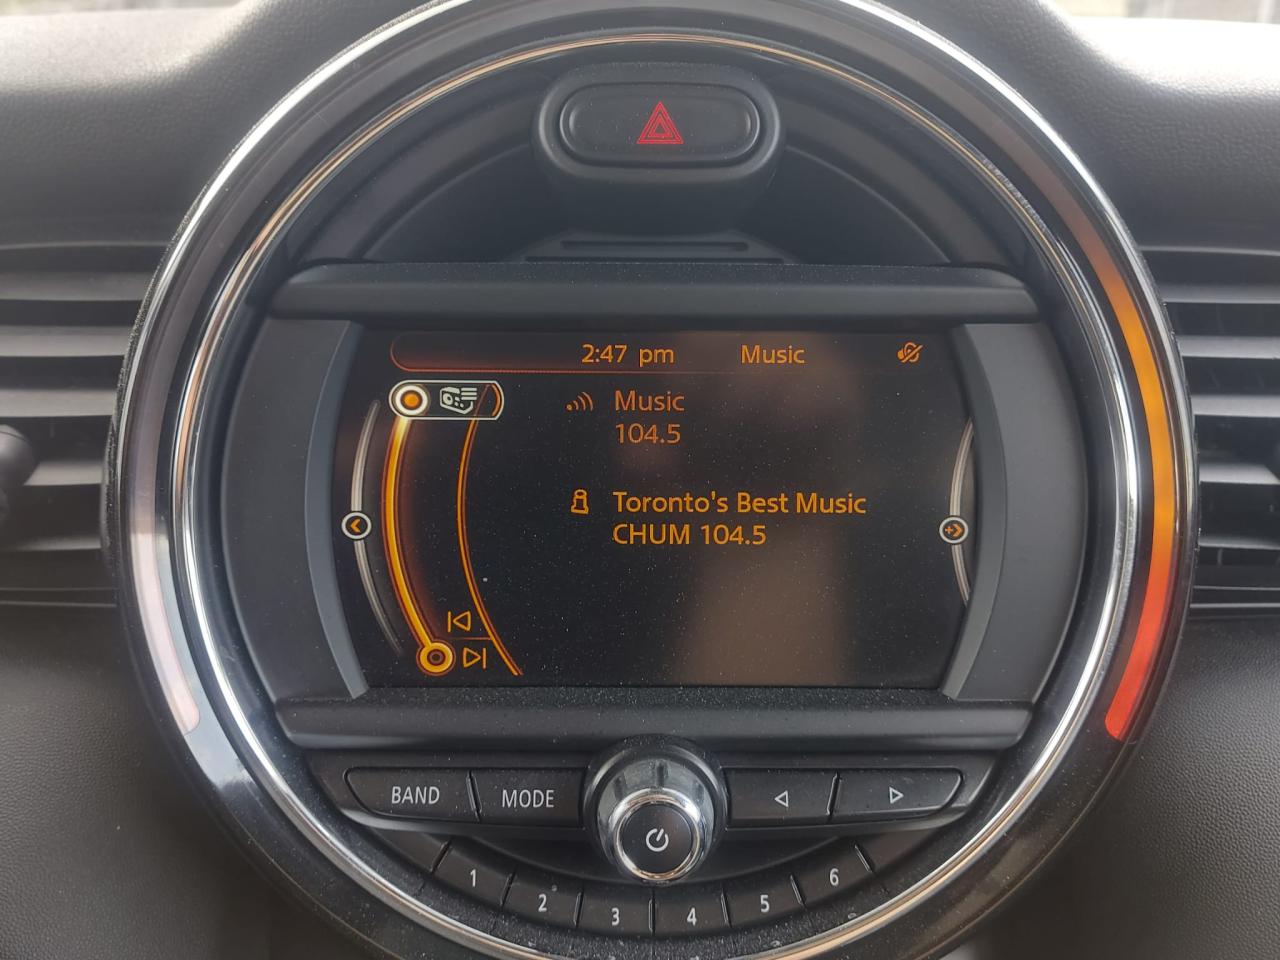 2:47 pm Music
Music
104.5
Toronto's Best Music
CHUM 104.5
BAND MODE
1 2 3 4 5 6